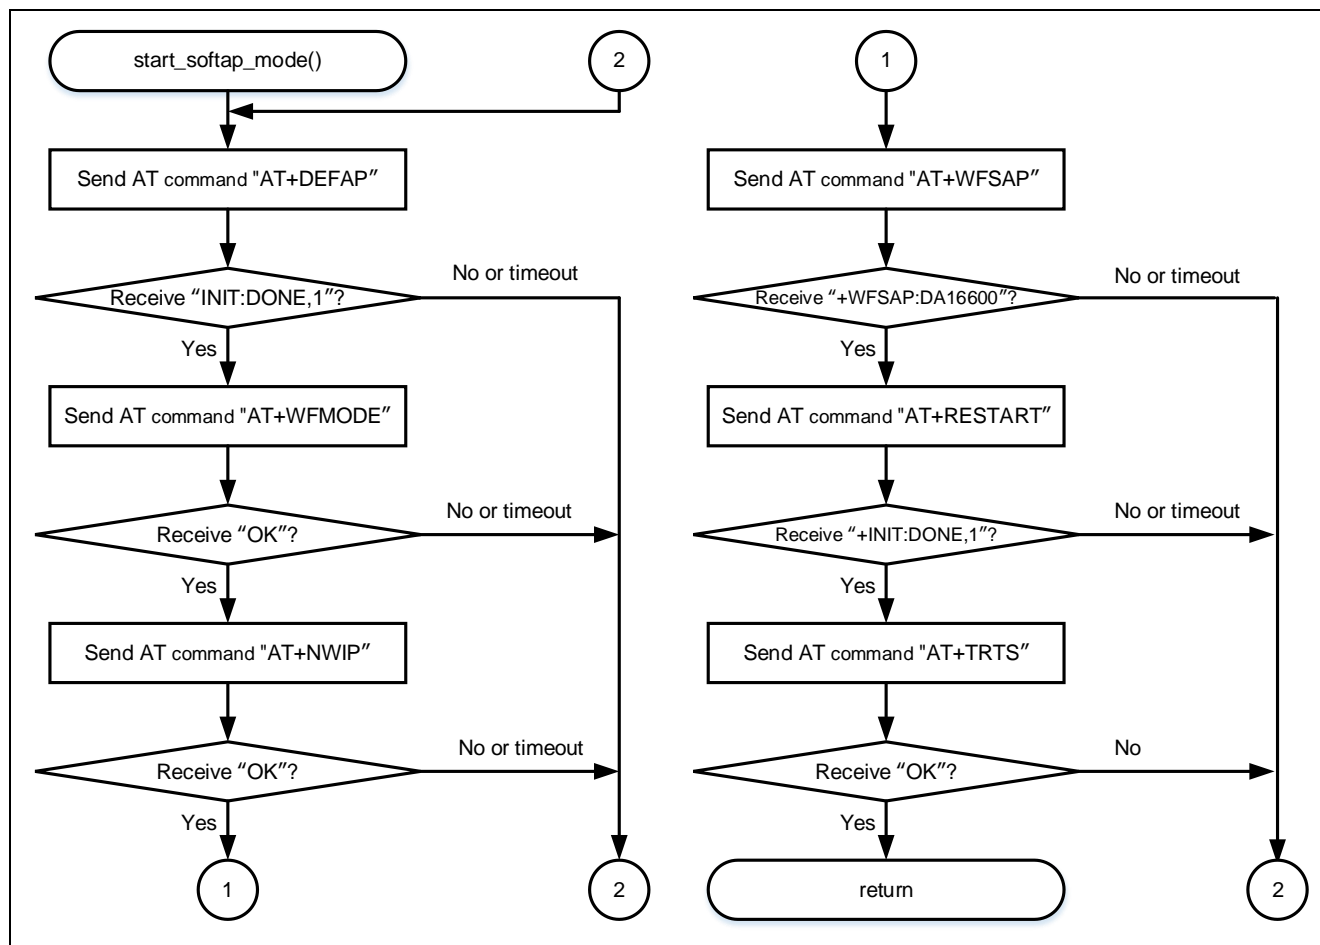 start_softap_mode()
2
Send AT command "AT+DEFAP″
Receive “INIT:DONE,1″?
No or timeout
Yes
Send AT command "AT+WFMODE″
Receive “OK″?
No or timeout
Yes
Send AT command "AT+NWIP″
Receive “OK″?
No or timeout
Yes
1
2
1
Send AT command "AT+WFSAP″
Receive “+WFSAP:DA16600″?
No or timeout
Yes
Send AT command "AT+RESTART″
Receive “+INIT:DONE,1″?
No or timeout
Yes
Send AT command "AT+TRTS″
Receive “OK″?
No
Yes
return
2